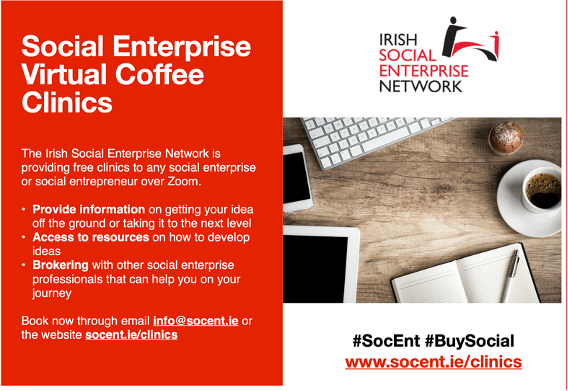 Social Enterprise
Virtual Coffee
Clinics
The Irish Social Enterprise Network is
providing free clinics to any social enterprise
or social entrepreneur over Zoom.
• Provide information on getting your idea
off the ground or taking it to the next level
• Access to resources on how to develop
ideas
• Brokering with other social enterprise
professionals that can help you on your
journey
Book now through email info@socent.ie or
the website socent.ie/clinics
IRISH
SOCIAL
ENTERPRISE
NETWORK
#SocEnt #BuySocial
www.socent.ie/clinics